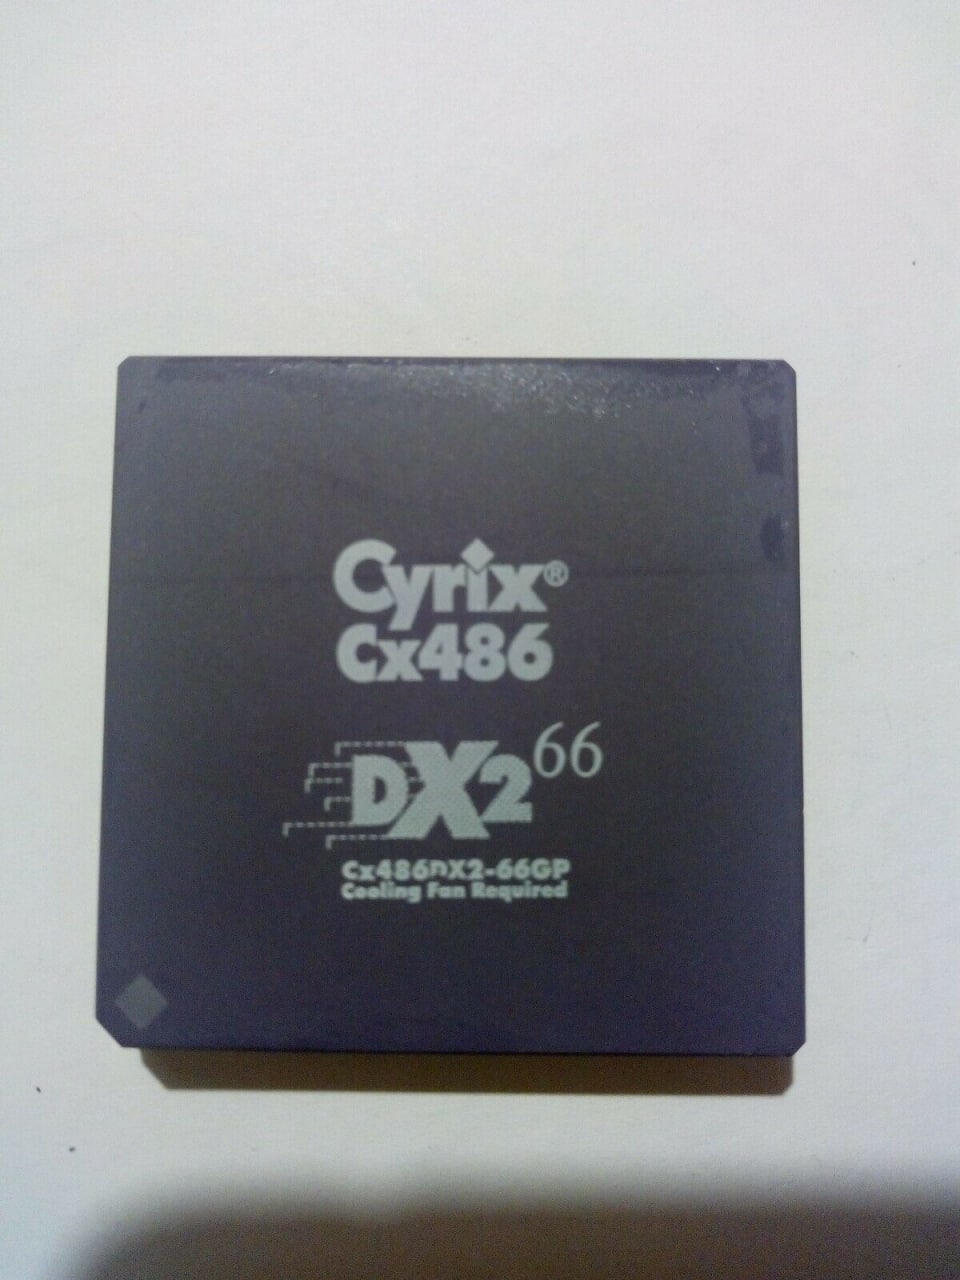 Cyrix®
Cx486
DX2 66
Cx486DX2-66GP
Cooling Fan Required